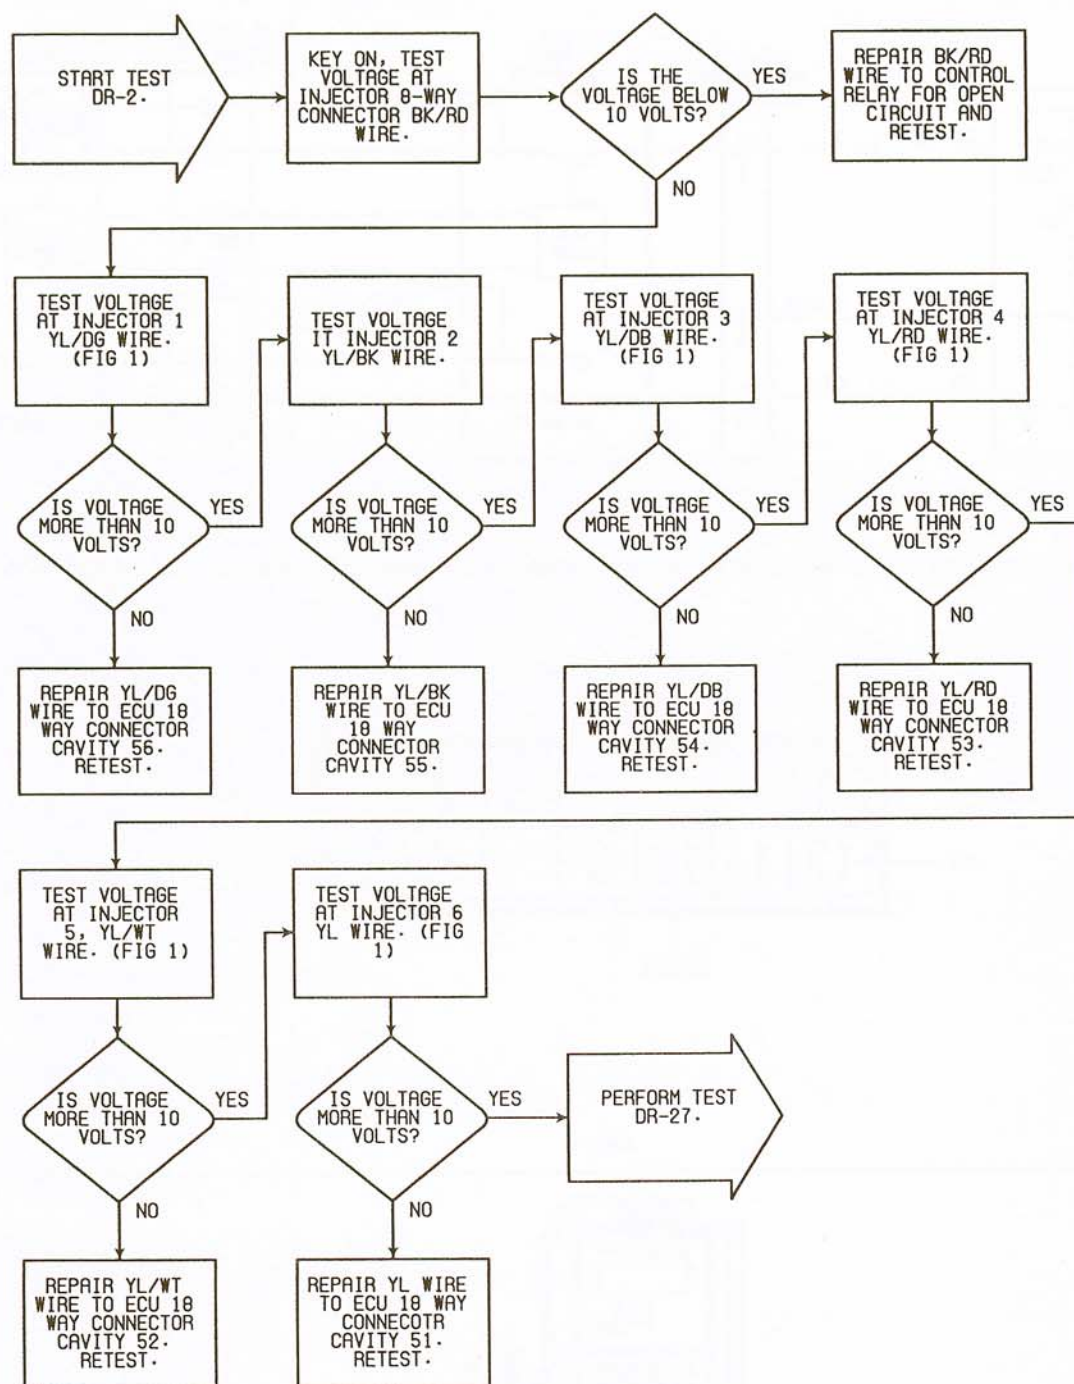 START TEST
DR-2.
KEY ON, TEST
VOLTAGE AT
INJECTOR 8-WAY
CONNECTOR BK/RD
WIRE.
IS THE
VOLTAGE BELOW
10 VOLTS?
YES
REPAIR BK/RD
WIRE TO CONTROL
RELAY FOR OPEN
CIRCUIT AND
RETEST.
NO
TEST VOLTAGE
AT INJECTOR 1
YL/DG WIRE.
(FIG 1)
TEST VOLTAGE
IT INJECTOR 2
YL/BK WIRE.
TEST VOLTAGE
AT INJECTOR 3
YL/DB WIRE.
(FIG 1)
TEST VOLTAGE
AT INJECTOR 4
YL/RD WIRE.
(FIG 1)
IS VOLTAGE
MORE THAN 10
VOLTS?
YES
IS VOLTAGE
MORE THAN 10
VOLTS?
YES
IS VOLTAGE
MORE THAN 10
VOLTS?
YES
IS VOLTAGE
MORE THAN 10
VOLTS?
YES
NO
NO
NO
NO
REPAIR YL/DG
WIRE TO ECU 18
WAY CONNECTOR
CAVITY 56.
RETEST.
REPAIR YL/BK
WIRE TO ECU
18 WAY
CONNECTOR
CAVITY 55.
REPAIR YL/DB
WIRE TO ECU 18
WAY CONNECTOR
CAVITY 54.
RETEST.
REPAIR YL/RD
WIRE TO ECU 18
WAY CONNECTOR
CAVITY 53.
RETEST.
TEST VOLTAGE
AT INJECTOR
5, YL/WT
WIRE. (FIG 1)
TEST VOLTAGE
AT INJECTOR 6
YL WIRE. (FIG
1)
IS VOLTAGE
MORE THAN 10
VOLTS?
YES
IS VOLTAGE
MORE THAN 10
VOLTS?
YES
PERFORM TEST
DR-27.
NO
NO
REPAIR YL/WT
WIRE TO ECU 18
WAY CONNECTOR
CAVITY 52.
RETEST.
REPAIR YL WIRE
TO ECU 18 WAY
CONNECOTR
CAVITY 51.
RETEST.